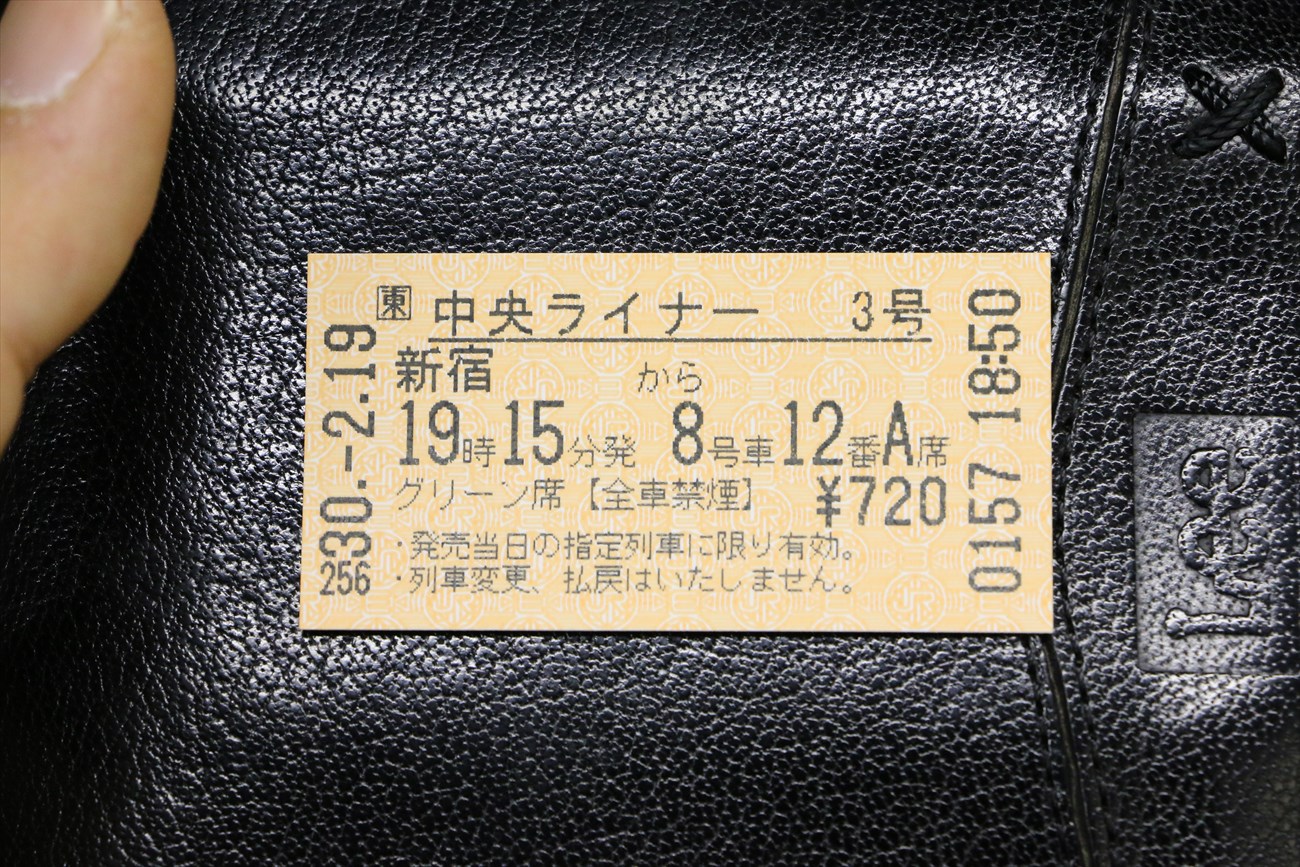 東 中央ライナー 3号
新宿 から
19時15分発 8号車12番A席
グリーン席【全車禁煙】 ¥720
・発売当日の指定列車に限り有効。
・列車変更、払戻はいたしません。
30.-2.19
256
0157 18:50
Lee